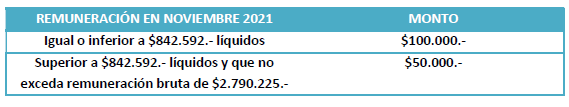 REMUNERACIÓN EN NOVIEMBRE 2021 MONTO
Igual o inferior a $842.592.- líquidos $100.000.-
Superior a $842.592.- líquidos y que no $50.000.-
exceda remuneración bruta de $2.790.225.-